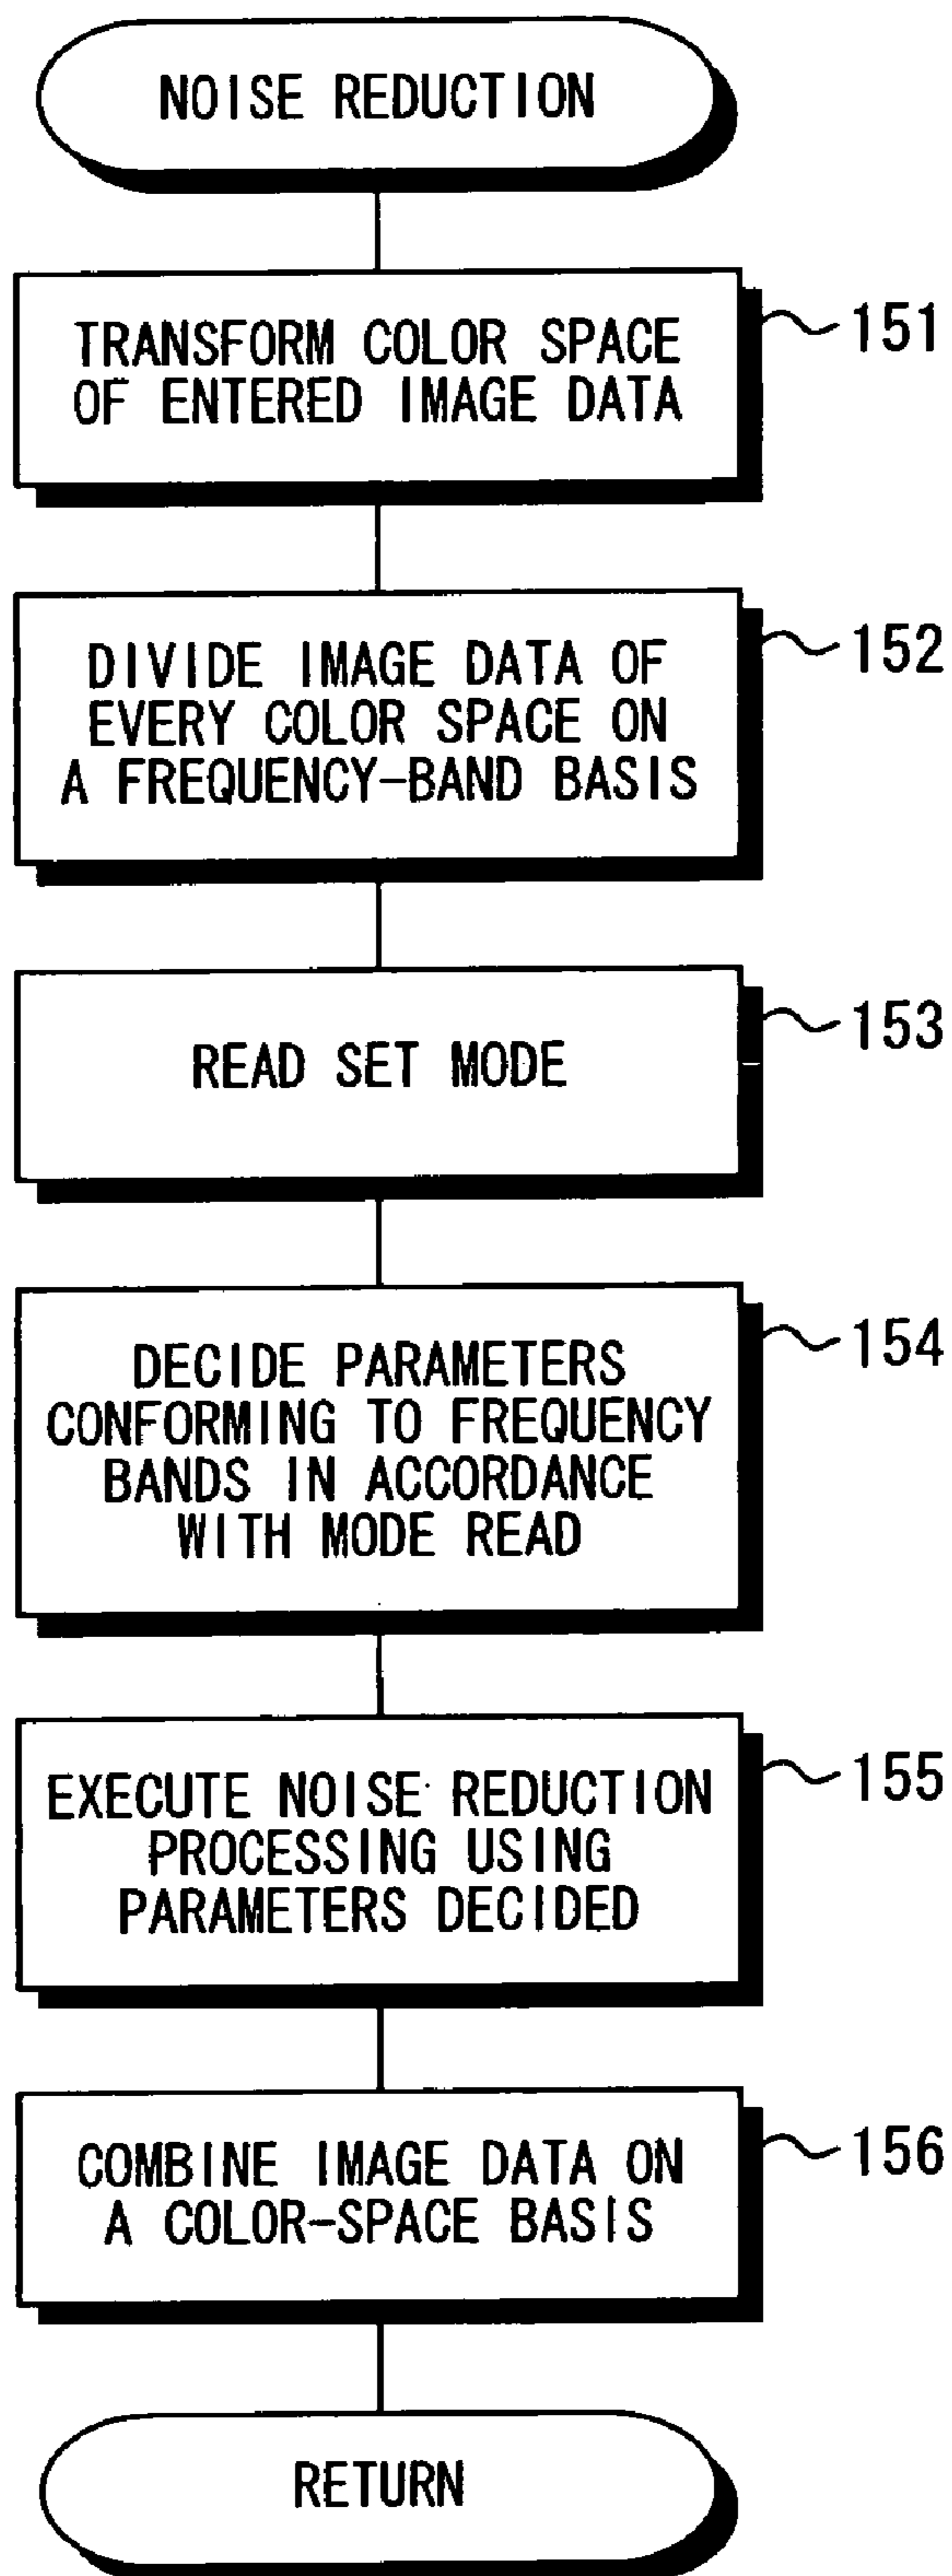 NOISE REDUCTION
TRANSFORM COLOR SPACE
OF ENTERED IMAGE DATA
151
DIVIDE IMAGE DATA OF
EVERY COLOR SPACE ON
A FREQUENCY-BAND BASIS
152
READ SET MODE
153
DECIDE PARAMETERS
CONFORMING TO FREQUENCY
BANDS IN ACCORDANCE
WITH MODE READ
154
EXECUTE NOISE REDUCTION
PROCESSING USING
PARAMETERS DECIDED
155
COMBINE IMAGE DATA ON
A COLOR-SPACE BASIS
156
RETURN